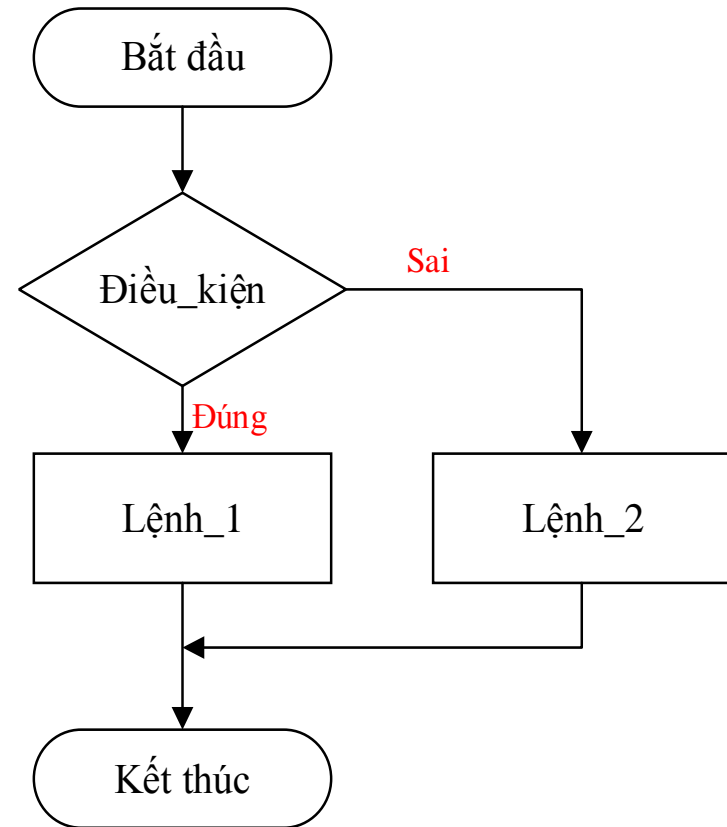 Bắt đầu
Sai
Điều_kiện
Đúng
Lệnh_1
Lệnh_2
Kết thúc